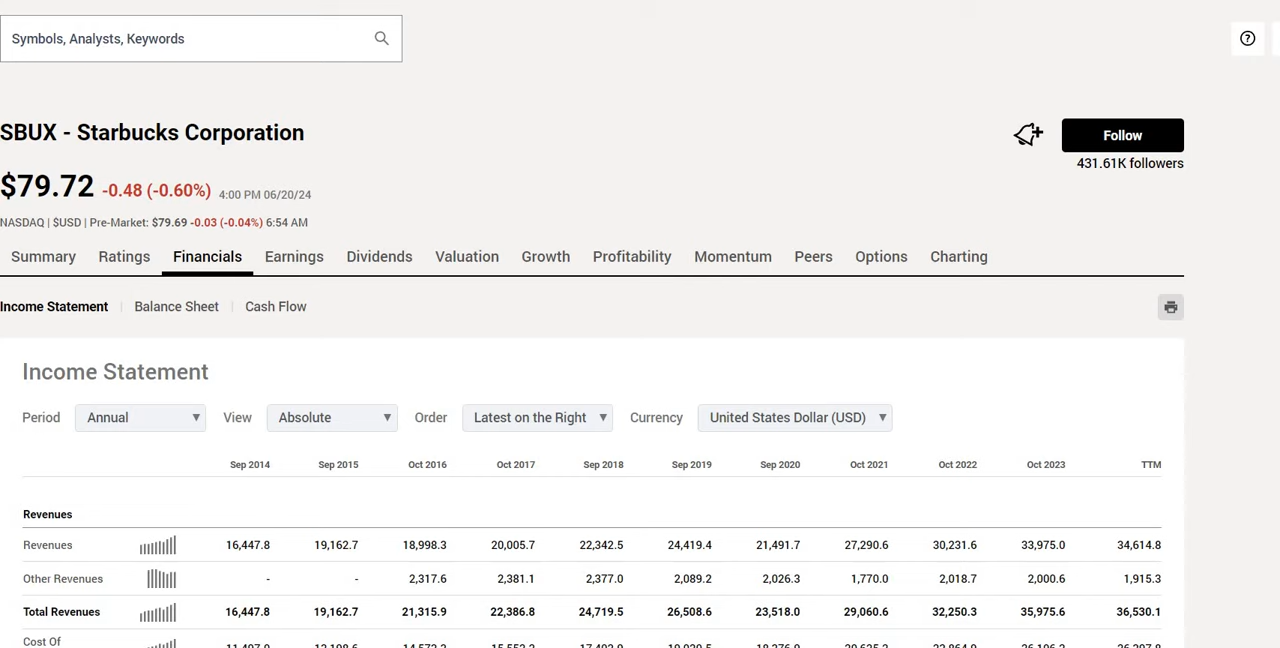 Symbols, Analysts, Keywords
SBUX - Starbucks Corporation
Follow
431.61K followers
$79.72 -0.48 (-0.60%) 4:00 PM 06/20/24
NASDAQ | $USD | Pre-Market: $79.69 -0.03 (-0.04%) 6:54 AM
Summary Ratings Financials Earnings Dividends Valuation Growth Profitability Momentum Peers Options Charting
Income Statement | Balance Sheet | Cash Flow
Income Statement
Period Annual View Absolute Order Latest on the Right Currency United States Dollar (USD)
Sep 2014 Sep 2015 Oct 2016 Oct 2017 Sep 2018 Sep 2019 Sep 2020 Oct 2021 Oct 2022 Oct 2023 TTM
Revenues
Revenues 16,447.8 19,162.7 18,998.3 20,005.7 22,342.5 24,419.4 21,491.7 27,290.6 30,231.6 33,975.0 34,614.8
Other Revenues - - 2,317.6 2,381.1 2,377.0 2,089.2 2,026.3 1,770.0 2,018.7 2,000.6 1,915.3
Total Revenues 16,447.8 19,162.7 21,315.9 22,386.8 24,719.5 26,508.6 23,518.0 29,060.6 32,250.3 35,975.6 36,530.1
Cost Of